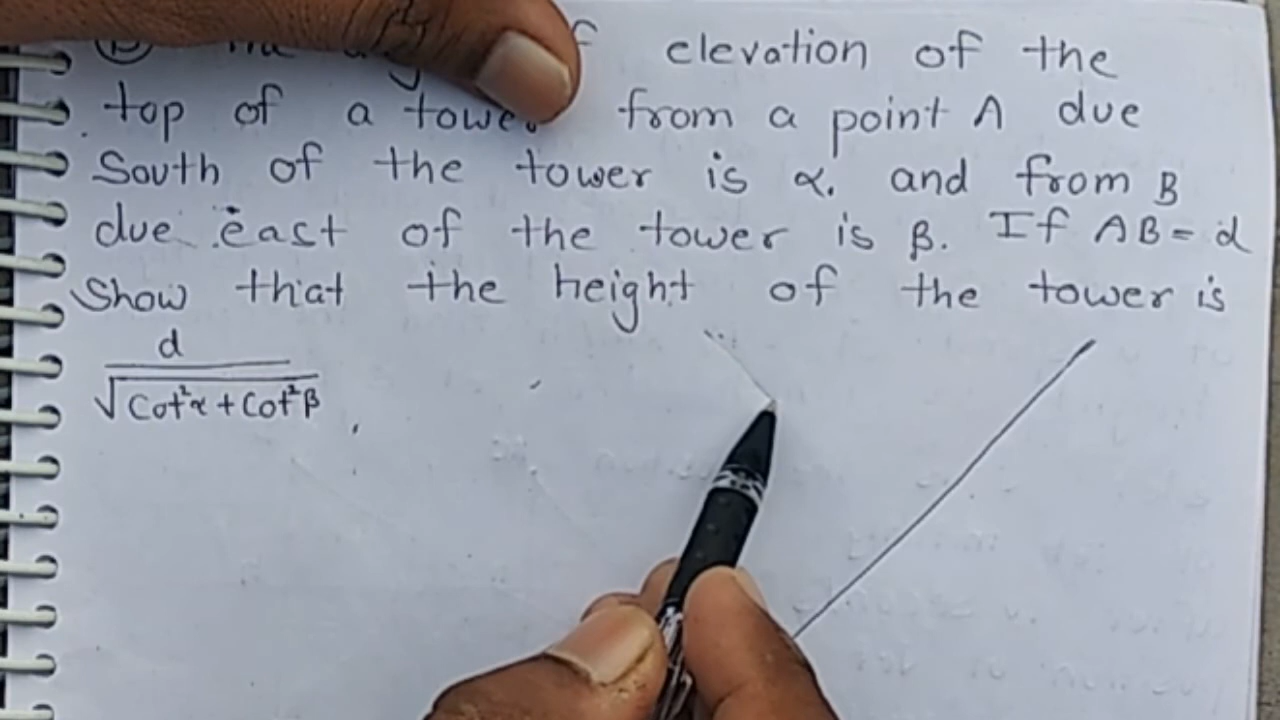 elevation of the
top of a tower from a point A due
South of the tower is α. and from B
due east of the tower is β. If AB = d
Show that the height of the tower is
d
√Cot²α + Cot²β